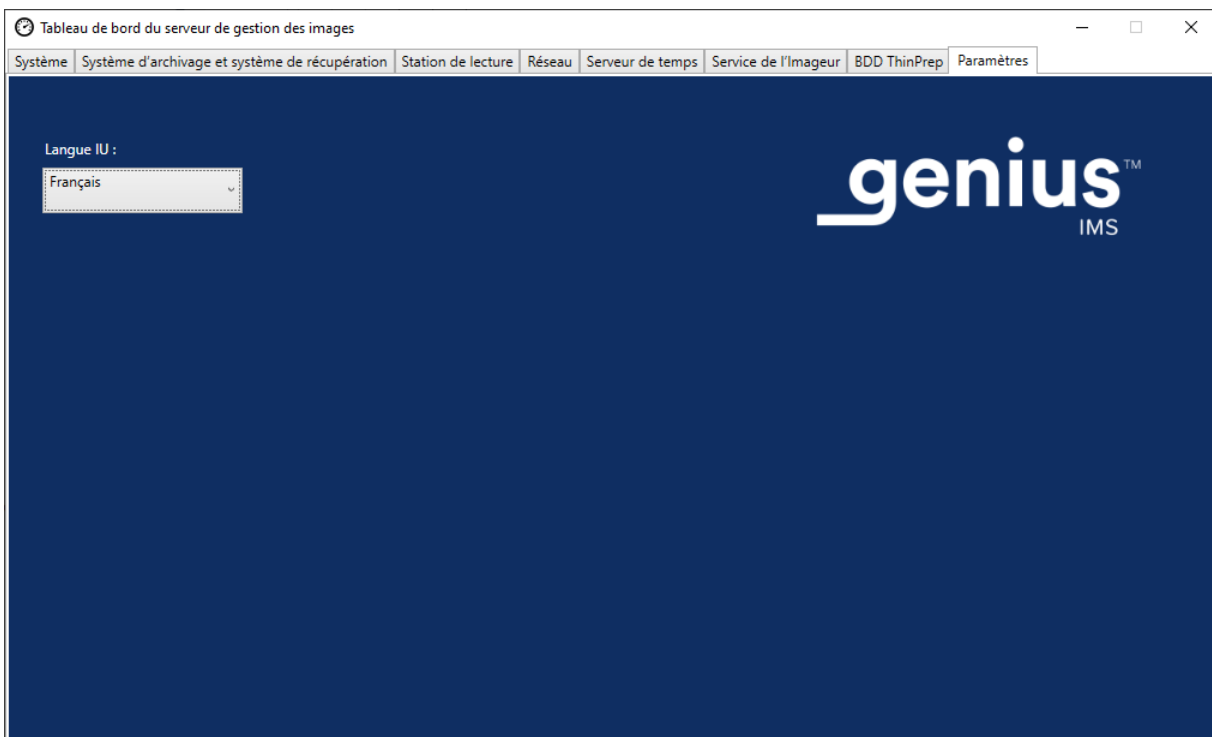 Tableau de bord du serveur de gestion des images
Système Système d'archivage et système de récupération Station de lecture Réseau Serveur de temps Service de l'Imageur BDD ThinPrep Paramètres
Langue IU :
Français
genius™
IMS